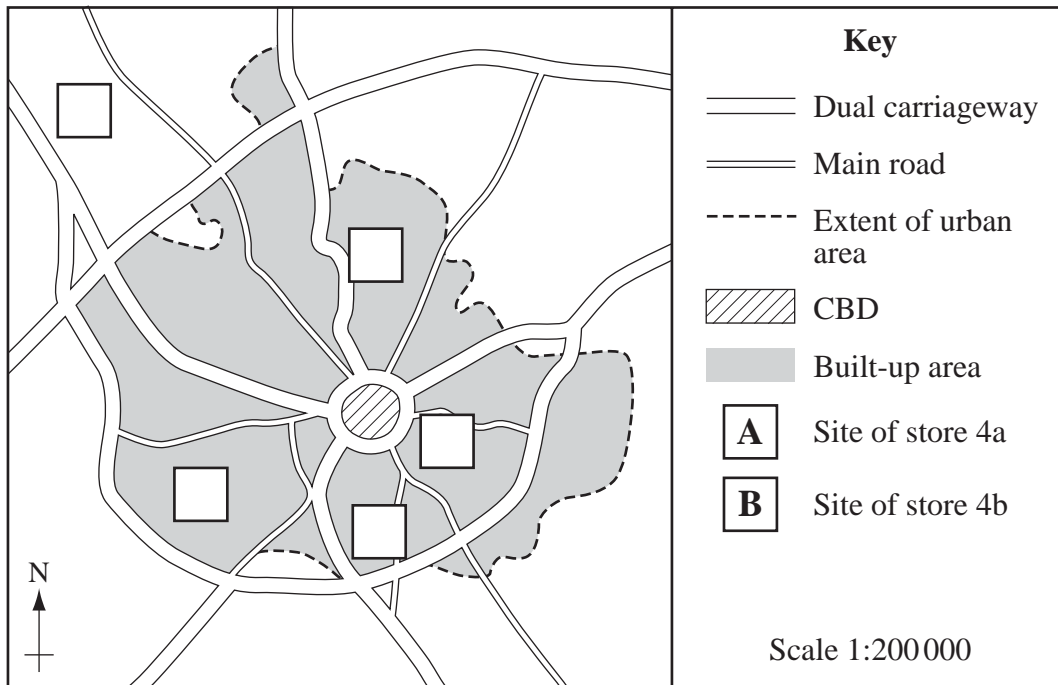 Key
Dual carriageway
Main road
Extent of urban
area
CBD
Built-up area
A Site of store 4a
B Site of store 4b
N
Scale 1:200 000